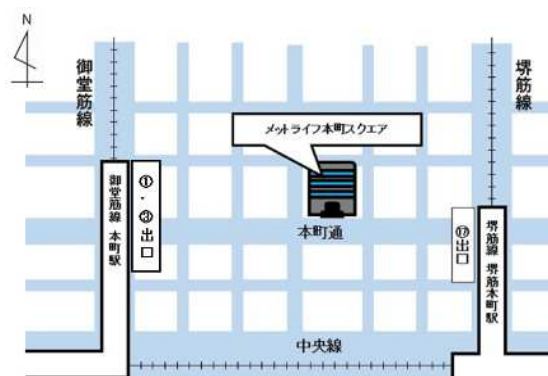 N
御堂筋線
堺筋線
メットライフ本町スクエア
御堂筋線 本町駅
①・③出口
本町通
⑰出口
堺筋線 堺筋本町駅
中央線